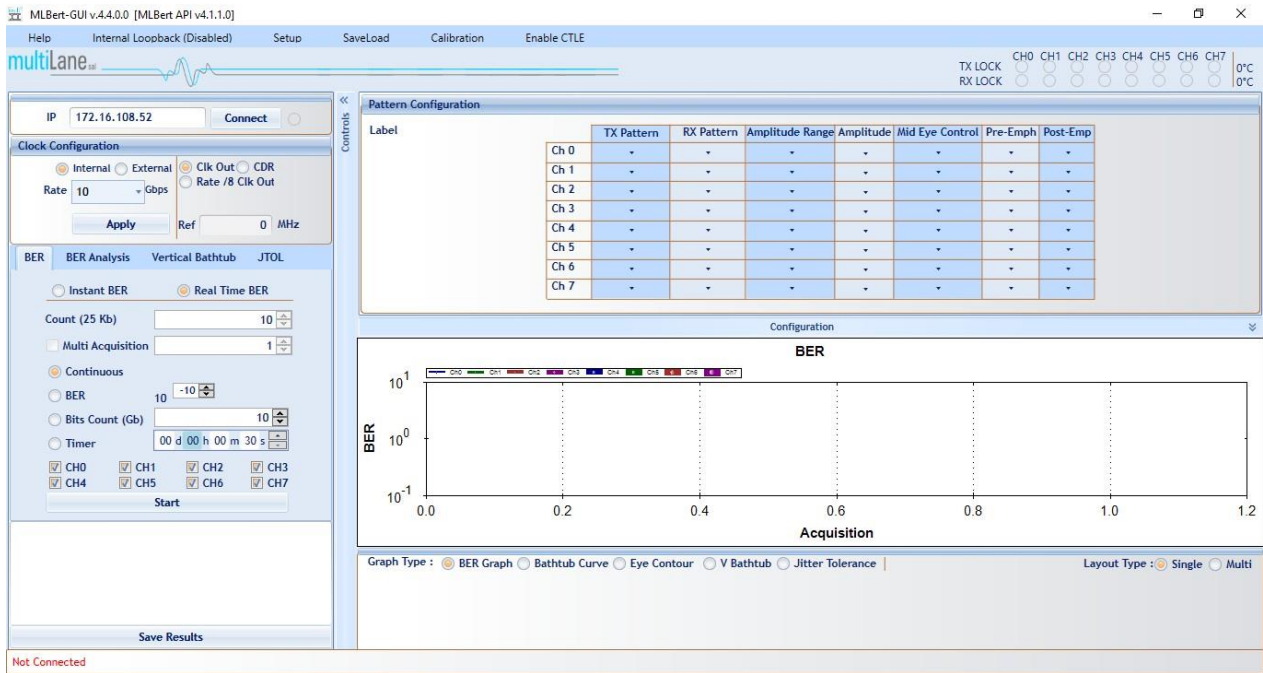 MLBert-GUI v.4.4.0.0 [MLBert API v4.1.1.0]
Help Internal Loopback (Disabled) Setup SaveLoad Calibration Enable CTLE
multiLane
CH0 CH1 CH2 CH3 CH4 CH5 CH6 CH7
TX LOCK 0°C
RX LOCK 0°C
IP 172.16.108.52 Connect
Controls
Clock Configuration
Internal External Clk Out CDR
Rate /8 Clk Out
Rate 10 Gbps
Apply Ref 0 MHz
BER BER Analysis Vertical Bathtub JTOL
Instant BER Real Time BER
Count (25 Kb) 10
Multi Acquisition 1
Continuous
BER 10 -10
Bits Count (Gb) 10
Timer 00 d 00 h 00 m 30 s
CH0 CH1 CH2 CH3
CH4 CH5 CH6 CH7
Start
Save Results
Pattern Configuration
Label
TX Pattern RX Pattern Amplitude Range Amplitude Mid Eye Control Pre-Emph Post-Emp
Ch 0
Ch 1
Ch 2
Ch 3
Ch 4
Ch 5
Ch 6
Ch 7
Configuration
BER
Ch0 Ch1 Ch2 Ch3 Ch4 Ch5 Ch6 Ch7
10^1
10^0
10^-1
BER
0.0 0.2 0.4 0.6 0.8 1.0 1.2
Acquisition
Graph Type : BER Graph Bathtub Curve Eye Contour V Bathtub Jitter Tolerance Layout Type : Single Multi
Not Connected